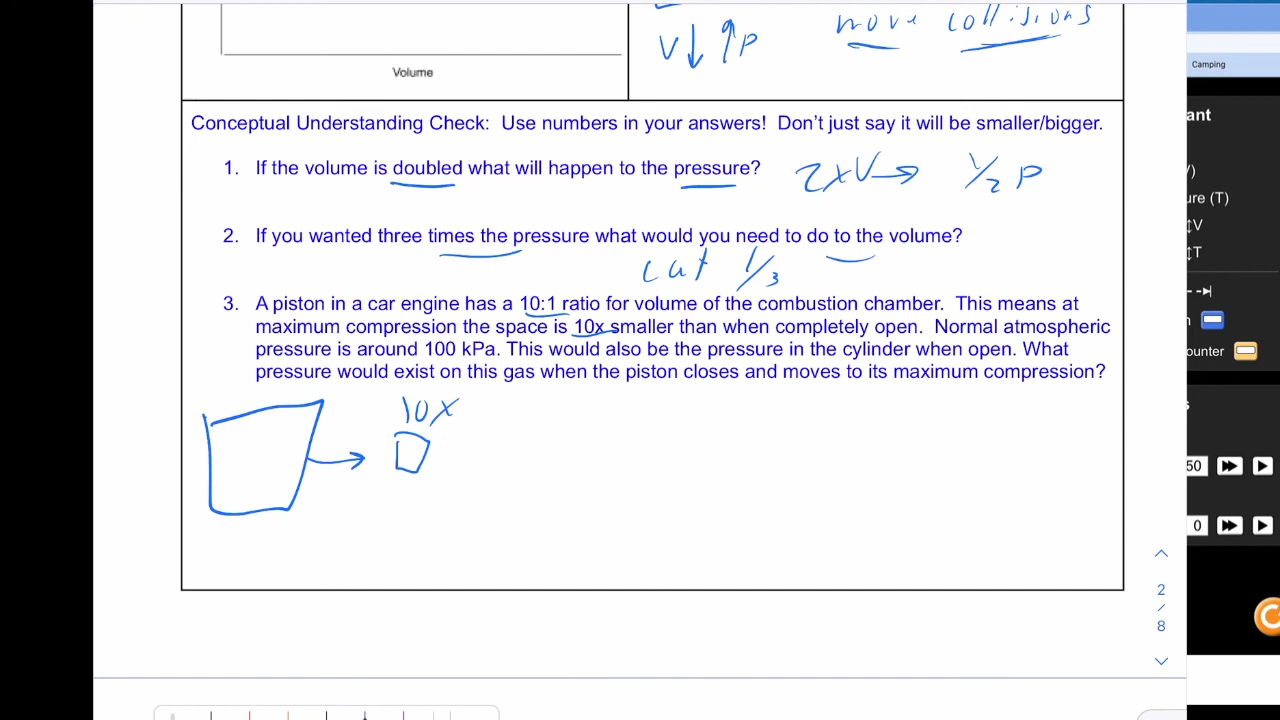 move collisions
V↓ ↑P
Camping
Volume
ant
Conceptual Understanding Check: Use numbers in your answers! Don't just say it will be smaller/bigger.
1. If the volume is doubled what will happen to the pressure? 2xV→ 1/2 P
ure (T)
2. If you wanted three times the pressure what would you need to do to the volume?
cut 1/3
3. A piston in a car engine has a 10:1 ratio for volume of the combustion chamber. This means at
maximum compression the space is 10x smaller than when completely open. Normal atmospheric
pressure is around 100 kPa. This would also be the pressure in the cylinder when open. What
pressure would exist on this gas when the piston closes and moves to its maximum compression?
ounter
10x
50
0
2
/
8